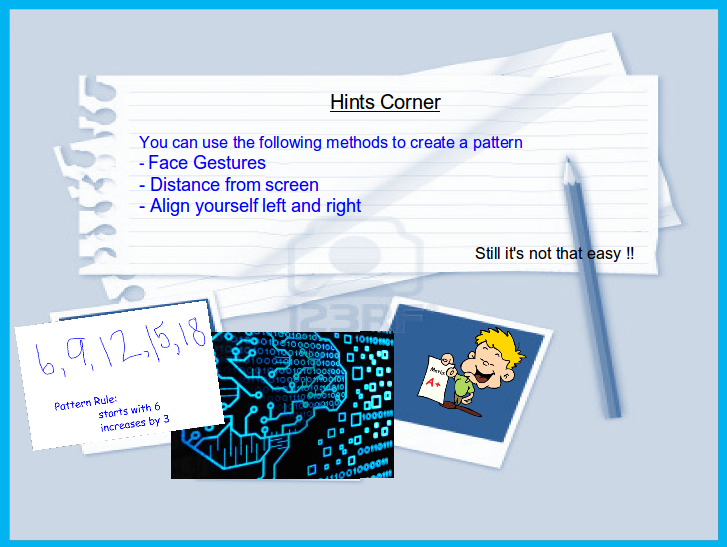 Hints Corner
You can use the following methods to create a pattern
- Face Gestures
- Distance from screen
- Align yourself left and right
Still it's not that easy !!
123RF
6,9,12,15,18
Pattern Rule:
starts with 6
increases by 3
A+